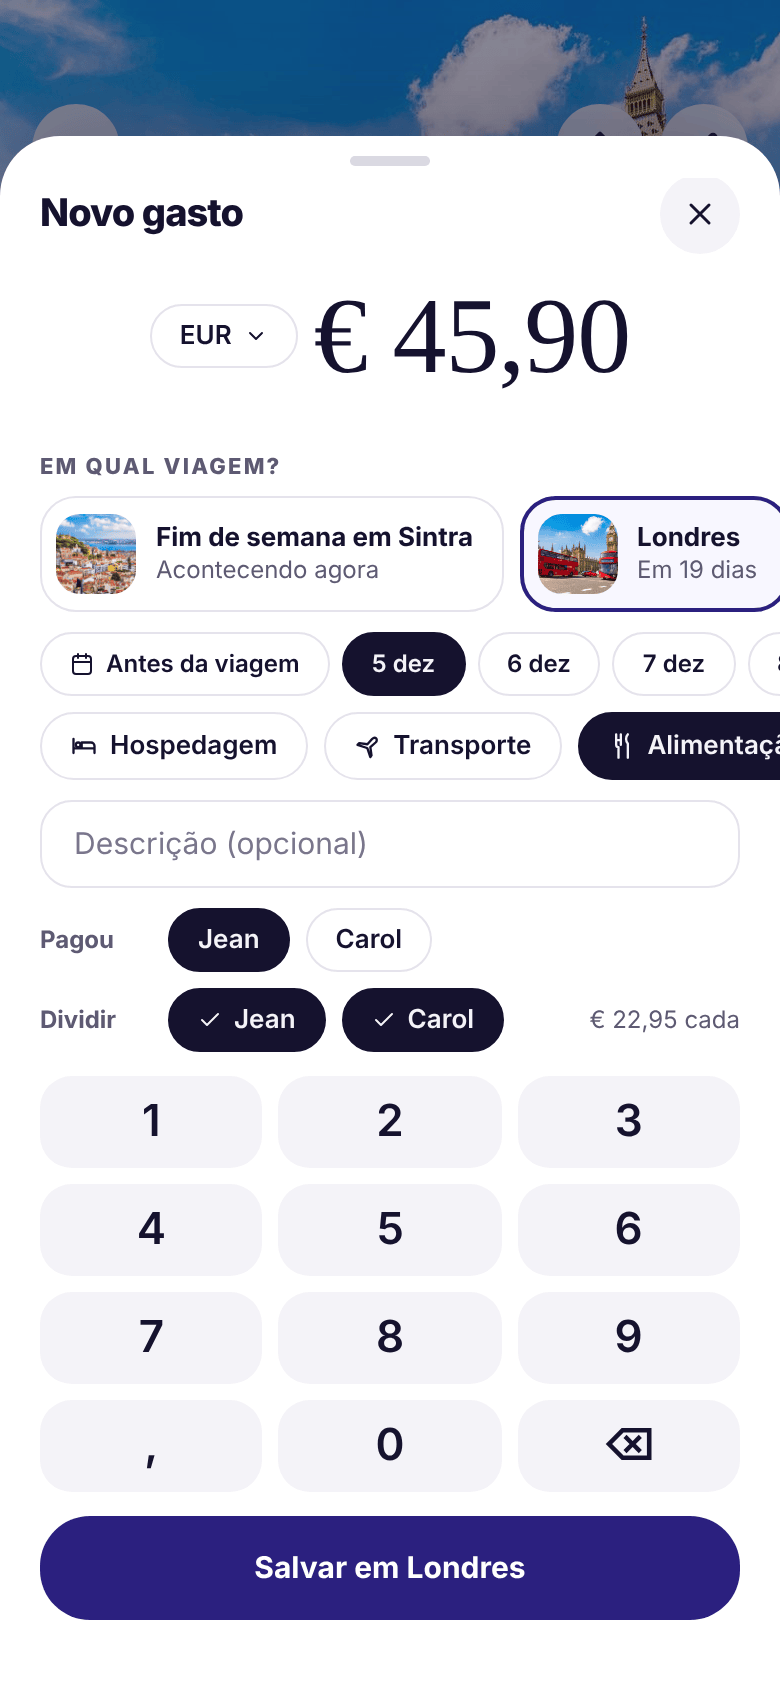 Novo gasto
EUR € 45,90
EM QUAL VIAGEM?
Fim de semana em Sintra
Acontecendo agora
Londres
Em 19 dias
Antes da viagem 5 dez 6 dez 7 dez
Hospedagem Transporte Alimentaçã
Descrição (opcional)
Pagou Jean Carol
Dividir Jean Carol € 22,95 cada
1 2 3
4 5 6
7 8 9
, 0
Salvar em Londres